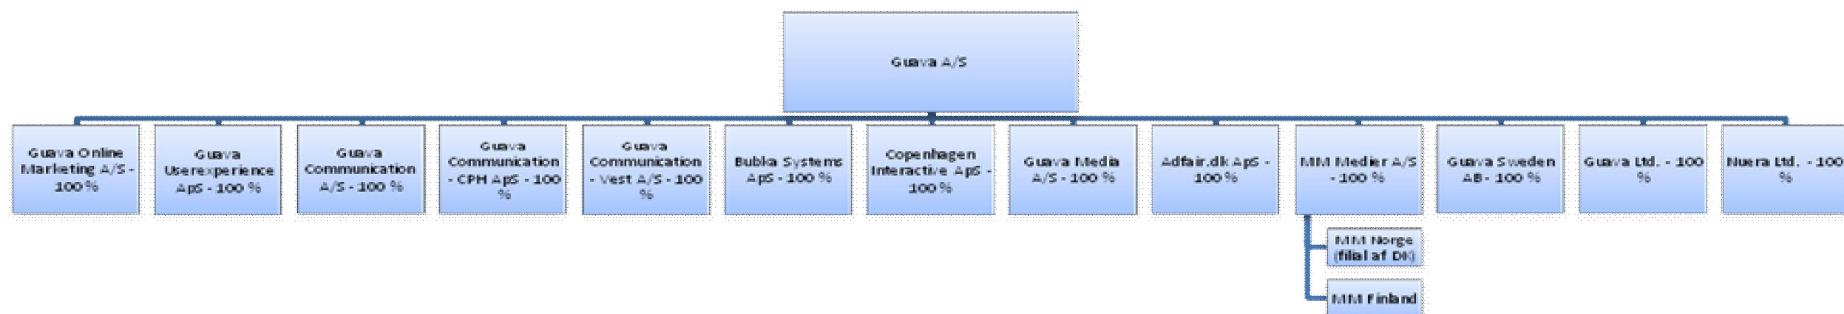 Guava A/S
Guava Online
Marketing A/S -
100 %
Guava
Userexperience
ApS - 100 %
Guava
Communication
A/S - 100 %
Guava
Communication
- CPH ApS - 100
%
Guava
Communication
- Vest A/S - 100
%
Bubka Systems
ApS - 100 %
Copenhagen
Interactive ApS -
100 %
Guava Media
A/S - 100 %
Adfair.dk ApS -
100 %
MM Medier A/S
- 100 %
Guava Sweden
AB - 100 %
Guava Ltd. - 100
%
Nuera Ltd. - 100
%
MM Norge
(filial af DK)
MM Finland